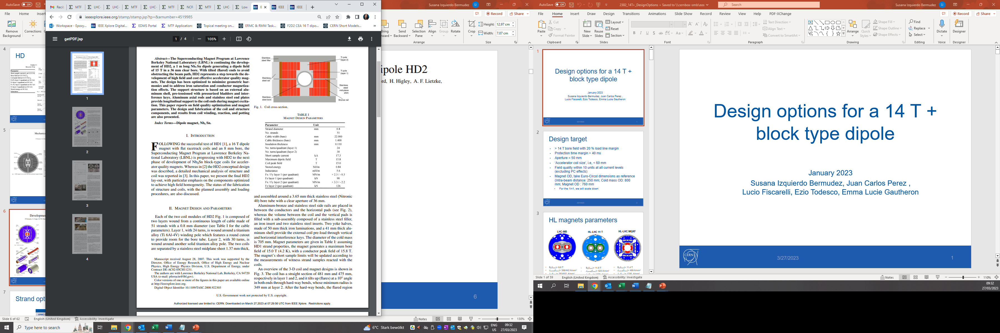 AutoSave Off
File Home Insert
Remove Background
Corrections
4
HD
5
6
7
Slide 6 of 62 English (United Kingdom) Accessibility: Investigate
Type here to search
MTF
LHC-
LHC-
MTF
LHC-
MTF
NCR
MTF
LHC-
Low
IEEE
IEEE
ieeexplore.ieee.org/stamp/stamp.jsp?tp=&arnumber=4519985
Workspace - Epoxy...
IEEE Xplore Digital...
EDMS Portal
MTF Application:
Topical meeting on...
ERMC & RMM Task...
F2D2 CEA 16 T dipo...
CERN Short Models...
getPDF.jsp
1 / 4
105%
1
2
3
4
Abstract—The Superconducting Magnet Program at Lawrence
Berkeley National Laboratory (LBNL) is continuing the develop-
ment of HD2, a 1 m long Nb3Sn dipole generating a dipole field
of 15 T in a 36 mm clear bore. With tilted (flared) ends to avoid
obstructing the beam path, HD2 represents a step towards the de-
velopment of high field and cost effective accelerator quality mag-
nets. The design has been optimized to minimize geometric har-
monics and to address iron saturation and conductor magnetiza-
tion effects. The support structure is based on an external alu-
minum shell, pre-tensioned with pressurized bladders and inter-
ference keys. Aluminum axial rods and stainless steel end plates
provide longitudinal support to the coil ends during magnet excita-
tion. This paper reports on field quality optimization and magnet
parameters. The design and fabrication of the coil and structure
components, and results from coil winding, reaction, and potting
are also presented.
Index Terms—Dipole magnet, Nb3 Sn.
I. INTRODUCTION
FOLLOWING the successful test of HD1 [1], a 16 T dipole
magnet with flat racetrack coils and an 8 mm bore, the
Superconducting Magnet Program at Lawrence Berkeley Na-
tional Laboratory (LBNL) is progressing with HD2 to the next
phase of development of Nb3Sn block-type coils for acceler-
ator quality magnets. Whereas in [2] the HD2 conceptual design
was described, a detailed mechanical analysis of structure and
coil was reported in [3]. In this paper, we present the final HD2
lay-out, with particular emphasis on the components optimized
to achieve high field homogeneity. The status of the fabrication
of structure and coils, with the planned assembly and loading
procedures, are also discussed.
II. MAGNET DESIGN AND PARAMETERS
Each of the two coil modules of HD2 Fig. 1 is composed of
two layers wound from a continuous length of cable made of
51 strands with a 0.8 mm diameter (see Table I for the cable
parameters). Layer 1, with 24 turns, is wound around a titanium
alloy (Ti 6Al-4V) winding pole which features a round cutout
to provide room for the bore tube. Layer 2, with 30 turns, is
wound around another solid titanium alloy pole. The two coils
are separated by a stainless steel midplane sheet 1.37 mm thick,
Manuscript received August 28, 2007. This work was supported by the
Director, Office of Energy Research, Office of High Energy and Nuclear
Physics, High Energy Physics Division, U.S. Department of Energy, under
Contract DE-AC02-05CH11231.
The authors are with Lawrence Berkeley National Lab, Berkeley, CA 94720
USA (e-mail: pferracin@lbl.gov).
Color versions of one or more of the figures in this paper are available online
at http://ieeexplore.ieee.org.
Digital Object Identifier 10.1109/TASC.2008.922303
Stainless steel filler
Ti pole (layer 2)
Ti pole (layer 1)
Stainless steel rail
Stainless steel mid-plane shim
Stainless steel bore
Bronze rail
Fig. 1. Coil cross-section.
TABLE I
MAGNET DESIGN PARAMETERS
Parameter Unit
Strand diameter mm 0.8
No. strands 51
Cable width (bare) mm 22.000
Cable thickness (bare) mm 1.400
Insulation thickness mm 0.110
No. turns/quadrant (layer 1) 24
No. turns/quadrant (layer 2) 30
Short sample current kA 17.3
Maximum dipole field T 15.8
Coil peak field T 15.0
Stored energy MJ/m 0.84
Inductance mH/m 5.6
Fx / Fy layer 1 (per quadrant) MN/m + 2.3 / - 0.3
Fz layer 1 (per quadrant) kN 90
Fx / Fy layer 2 (per quadrant) MN/m + 3.3 / - 2.2
Fz layer 2 (per quadrant) kN 126
and assembled around a 3.65 mm thick stainless steel (Nitronic
40) bore tube with a clear aperture of 36 mm.
Aluminum-bronze and stainless steel side rails are placed in
between the conductors and the horizontal pads (see Fig. 2),
whereas the volume between the coil and the vertical pads is
filled with a sub-assembly composed of a stainless steel filler,
an iron insert and two stainless steel inserts. Two yoke halves,
made of 50 mm thick iron laminations, and a 41 mm thick alu-
minum shell provide the external coil pre-load through vertical
and horizontal interference keys. The diameter of the cold mass
is 705 mm. Magnet parameters are given in Table I: assuming
HD1 strand properties, the magnet generates a maximum bore
field of 15.0 T (4.2 K), with a conductor peak field of 15.8 T.
The magnet's short sample limits will be updated according to
the measurements of witness strand samples reacted with the
coils.
An overview of the 3-D coil and magnet designs is shown in
Fig. 3. The coil has a straight section of 481 mm and 475 mm,
respectively in layer 1 and 2, and it tilts up (flares) at a 10° angle
in both ends through hard-way bends, whose minimum radius is
349 mm at layer 2. After the hard-way bends, the flared region
U.S. Government work not protected by U.S. copyright.
Authorized licensed use limited to: CERN. Downloaded on March 27,2023 at 07:29:56 UTC from IEEE Xplore. Restrictions apply.
Susana Izquierdo Bermudez SI
Record Share
Send Backward
Selection Pane
Align
Group
Rotate
Arrange
Crop
Height: 12.97 cm
Width: 7.07 cm
Size
ipole HD2
rd, H. Higley, A. F. Lietzke,
6
Notes
130%
6°C Stark bewölkt
ENG US
09:32
27/03/2023
AutoSave Off
2302_14T+_DesignOptions • Saved to \\cernbox-smb\eos
Search
Susana Izquierdo Bermudez SI
File Home Insert Draw Design Transitions Animations Slide Show Record Review View Help PDF-XChange
Record Share
Paste
Cut
Copy
Format Painter
Clipboard
New Slide
Reuse Slides
Layout
Reset
Section
Slides
Font
Text Direction
Align Text
Convert to SmartArt
Paragraph
Arrange
Quick Styles
Shape Fill
Shape Outline
Shape Effects
Drawing
Find
Replace
Select
Editing
Dictate
Voice
Designer
Designer
1
Design options for a 14 T +
block type dipole
January 2023
Susana Izquierdo Bermudez, Juan Carlos Perez ,
Lucio Fiscarelli, Ezio Todesco, Emma Lucie Gautheron
2
Design target
> 14 T bore field with 20 % load line margin
Protection time margin > 40 ms
Aperture = 50 mm
'Accelerator coil size', i.e, < 60 mm
Field quality within 10 units at all current levels
(excluding PC effects)
Magnet OD, take Euro-Circol dimensions as reference
(Intra-beam distance: 250 mm; Cold mass OD: 800
mm; Magnet OD : 760 mm
For the 1in1, we will scale down
3
HL magnets parameters
LHC-MB
HL-LHC 11 T
HL-LHC MQXF
Design options for a 14 T +
block type dipole
January 2023
Susana Izquierdo Bermudez, Juan Carlos Perez ,
Lucio Fiscarelli, Ezio Todesco, Emma Lucie Gautheron
CERN
3/27/2023
1
Slide 1 of 59 English (United Kingdom) Accessibility: Investigate
Notes
110%
09:32
27/03/2023